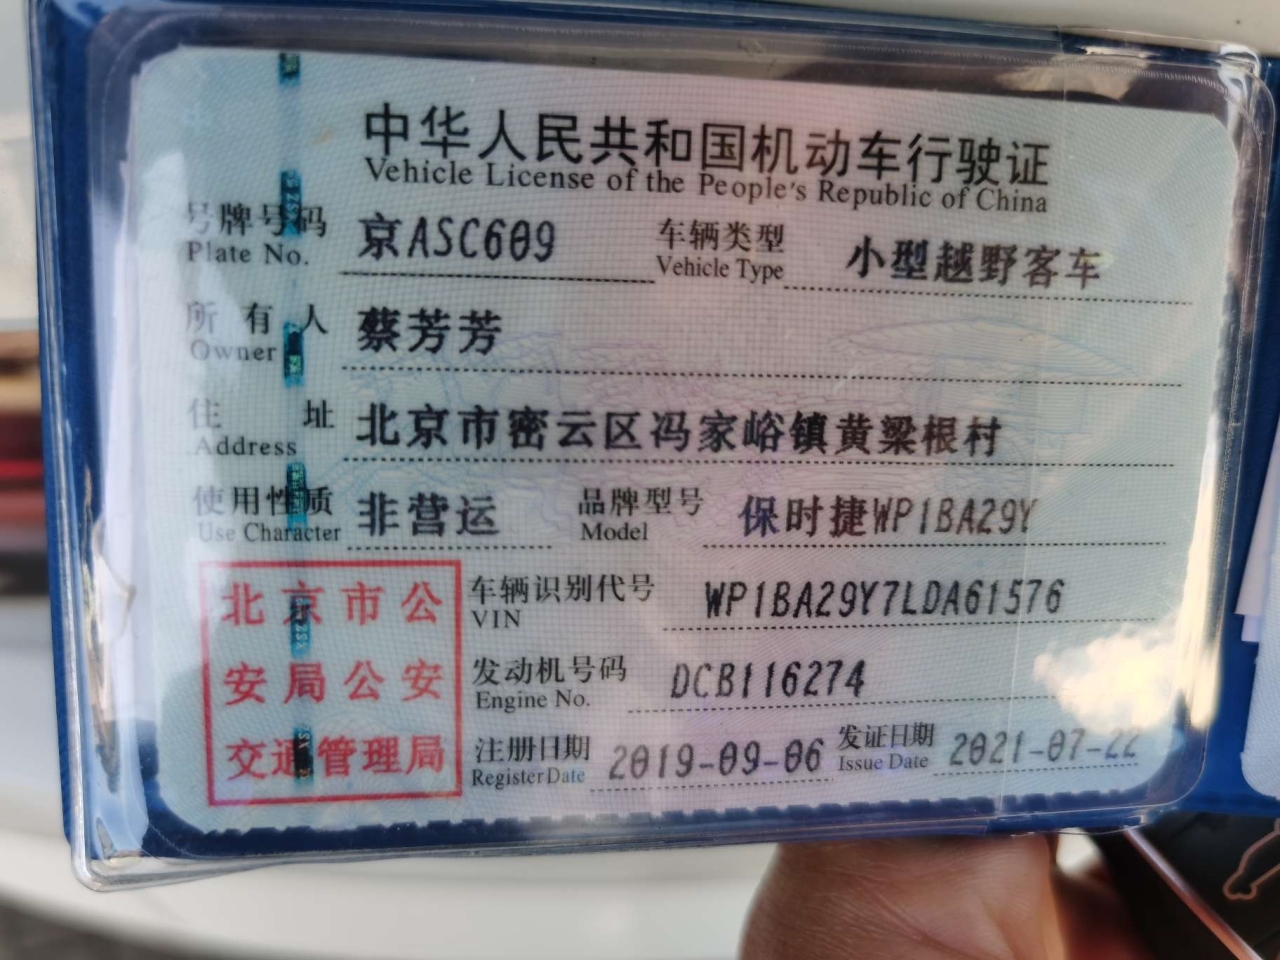 中华人民共和国机动车行驶证
Vehicle License of the People's Republic of China
号牌号码 京ASC609 车辆类型 小型越野客车
Plate No. Vehicle Type
所有人 蔡芳芳
Owner
住址 北京市密云区冯家峪镇黄梁根村
Address
使用性质 非营运 品牌型号 保时捷WP1BA29Y
Use Character Model
北京市公
安局公安
交通管理局
车辆识别代号 WP1BA29Y7LDA61576
VIN
发动机号码 DCB116274
Engine No.
注册日期 2019-09-06 发证日期 2021-07-22
Register Date Issue Date